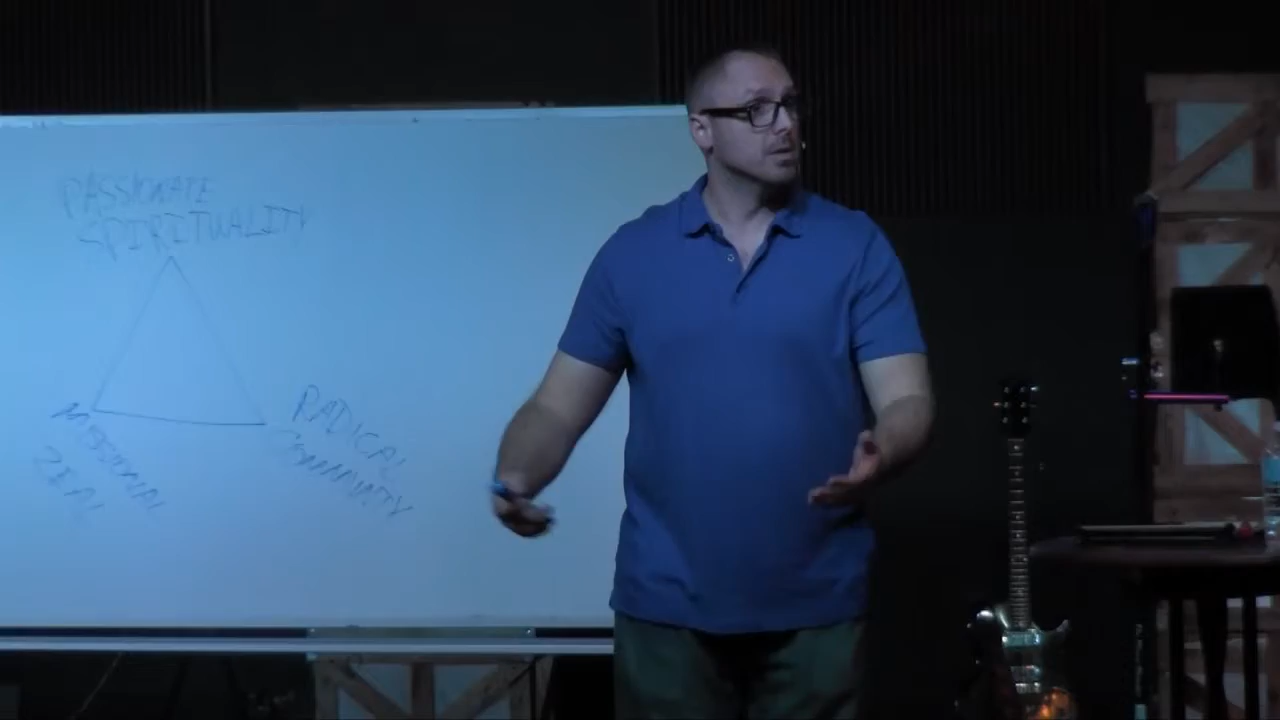 PASSIONATE
SPIRITUALITY
RADICAL
COMMUNITY
MISSIONAL
ZEAL